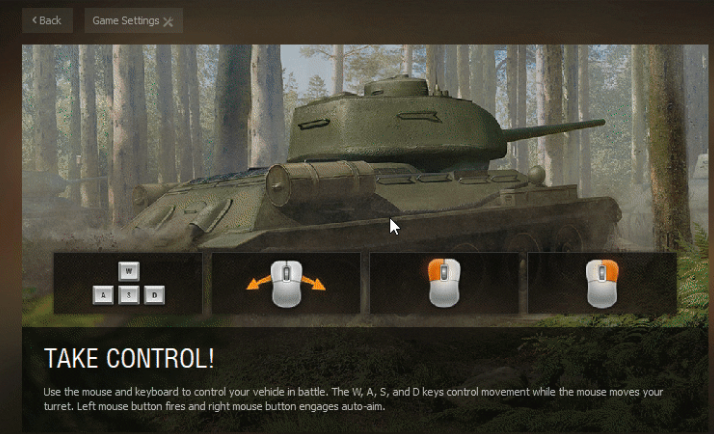 Back
Game Settings
W
A S D
TAKE CONTROL!
Use the mouse and keyboard to control your vehicle in battle. The W, A, S, and D keys control movement while the mouse moves your
turret. Left mouse button fires and right mouse button engages auto-aim.